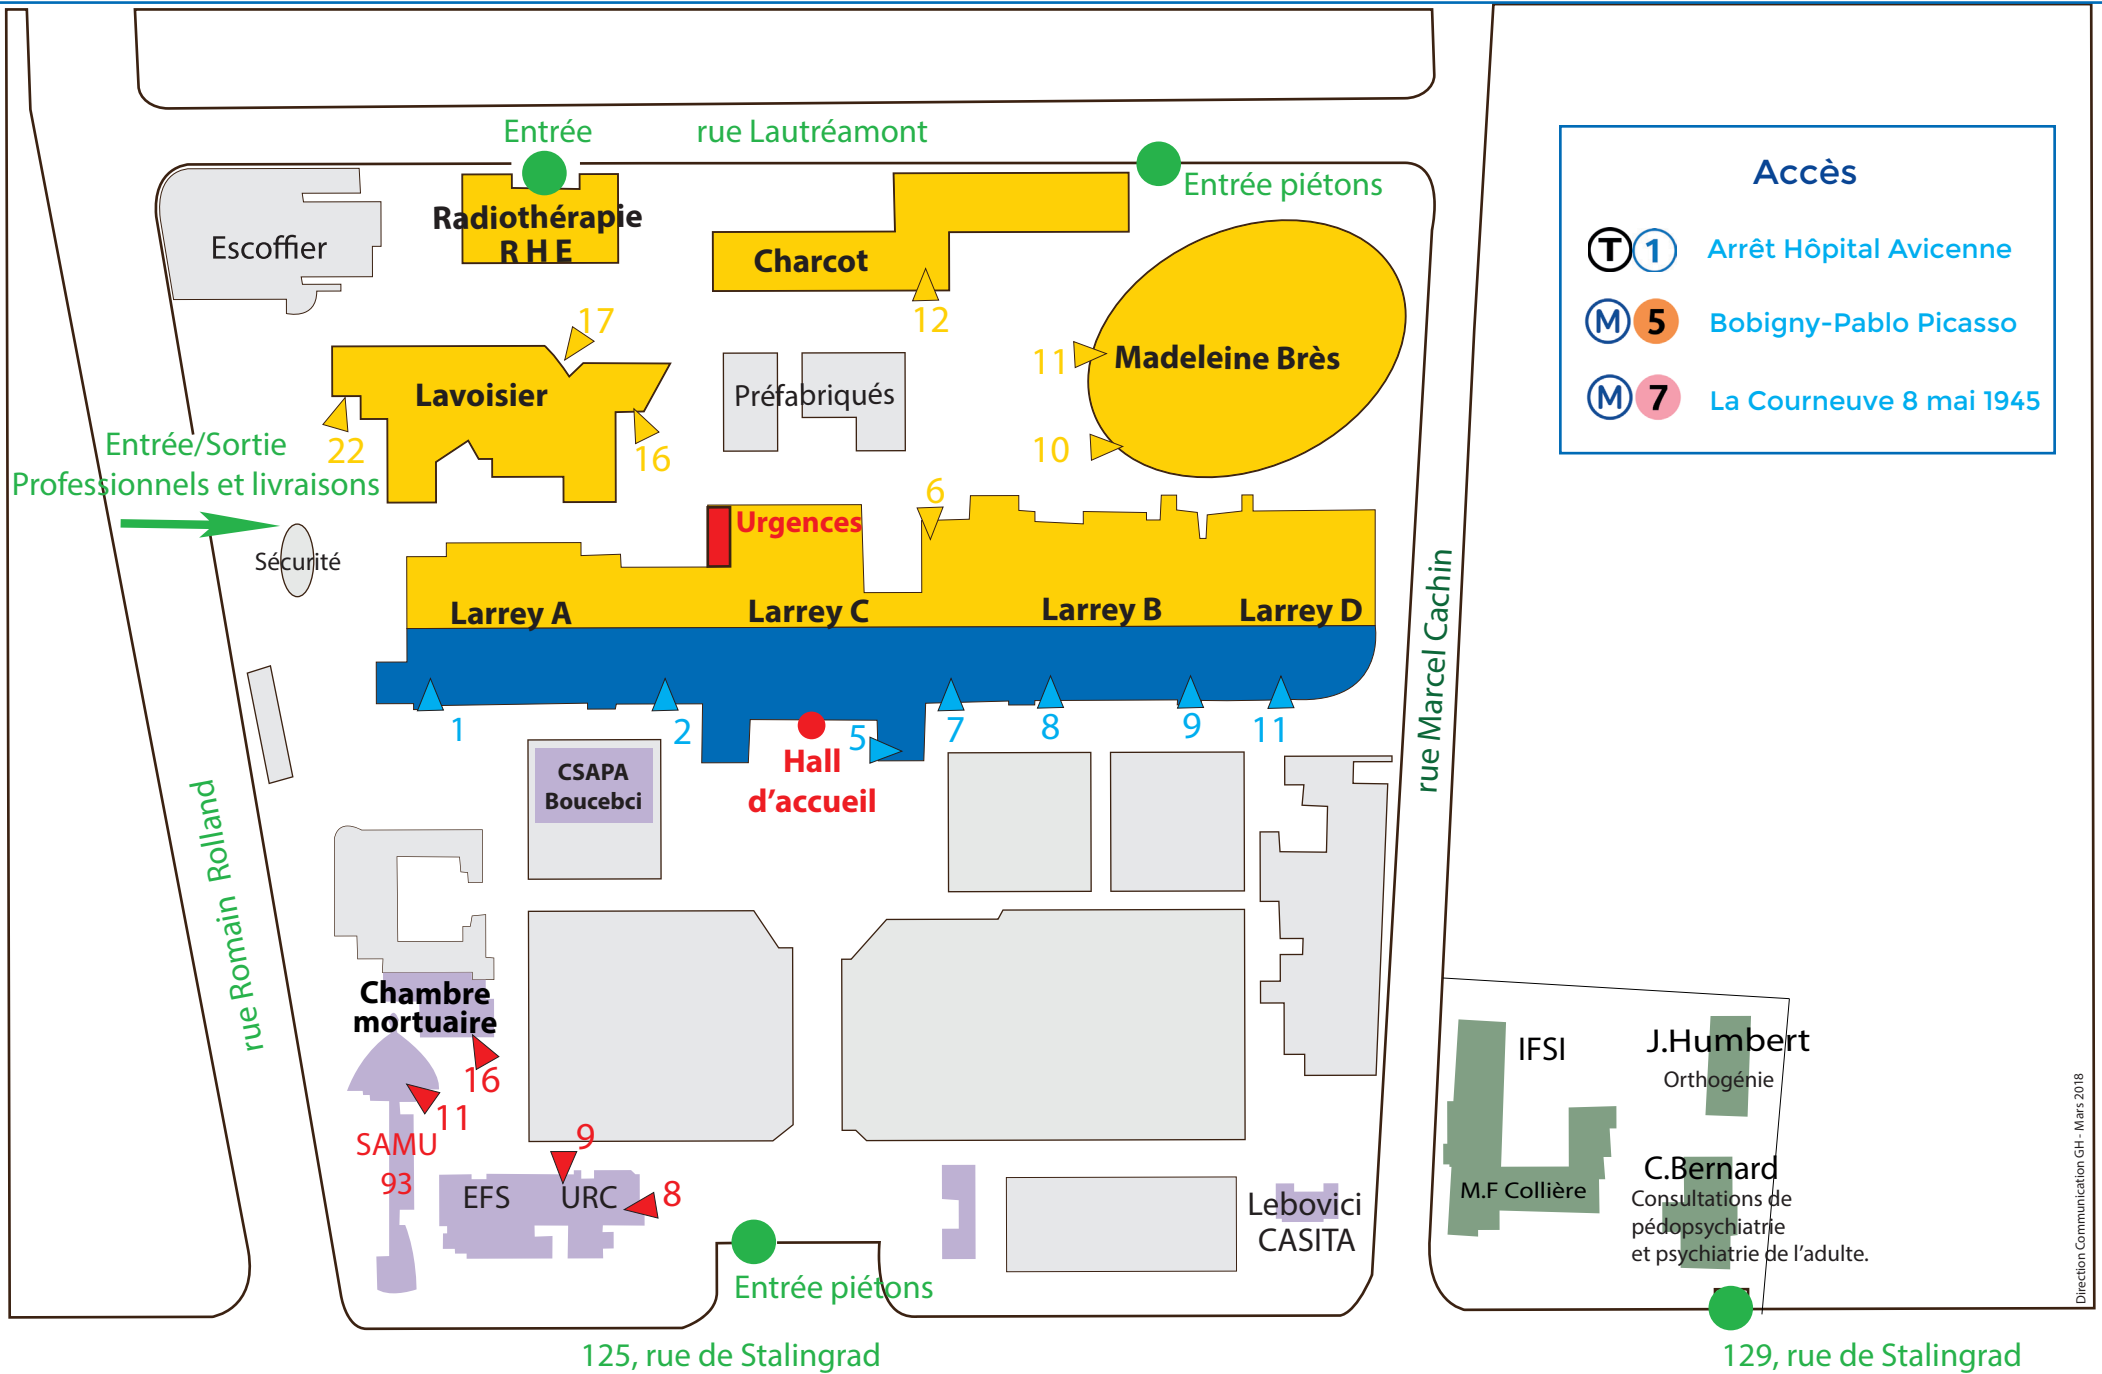 Entrée
rue Lautréamont
Entrée piétons
Accès
T 1 Arrêt Hôpital Avicenne
M 5 Bobigny-Pablo Picasso
M 7 La Courneuve 8 mai 1945
Escoffier
Radiothérapie
R H E
Charcot
12
17
11
Madeleine Brès
Lavoisier
Préfabriqués
22
16
10
Entrée/Sortie
Professionnels et livraisons
6
Urgences
Sécurité
Larrey A
Larrey C
Larrey B
Larrey D
rue Marcel Cachin
1
2
5
7
8
9
11
Hall
d'accueil
CSAPA
Boucebci
rue Romain Rolland
Chambre
mortuaire
16
11
SAMU
93
9
EFS
URC
8
Lebovici
CASITA
IFSI
J.Humbert
Orthogénie
M.F Collière
C.Bernard
Consultations de
pédopsychiatrie
et psychiatrie de l'adulte.
Entrée piétons
125, rue de Stalingrad
129, rue de Stalingrad
Direction Communication GH - Mars 2018